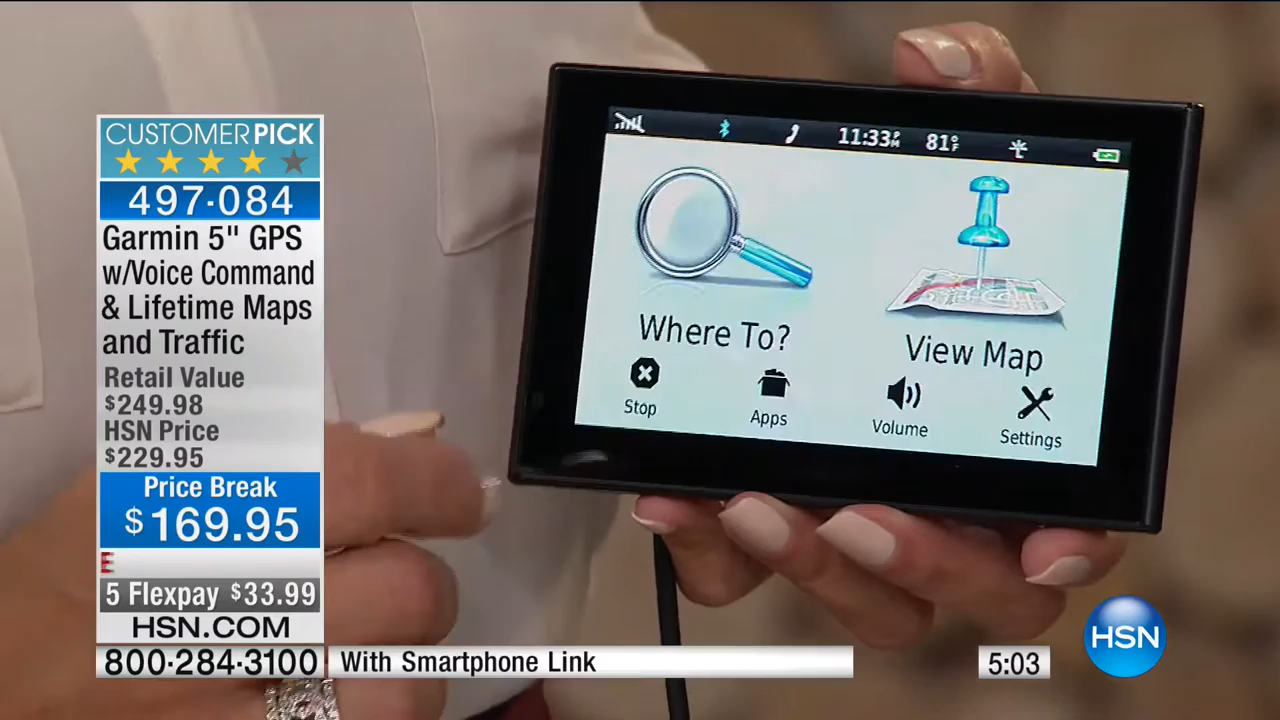 CUSTOMER PICK
497-084
Garmin 5" GPS
w/Voice Command
& Lifetime Maps
and Traffic
Retail Value
$249.98
HSN Price
$229.95
Price Break
$169.95
E
5 Flexpay $33.99
HSN.COM
800-284-3100
With Smartphone Link
5:03
HSN
11:33PM
81°F
Where To?
View Map
Stop
Apps
Volume
Settings